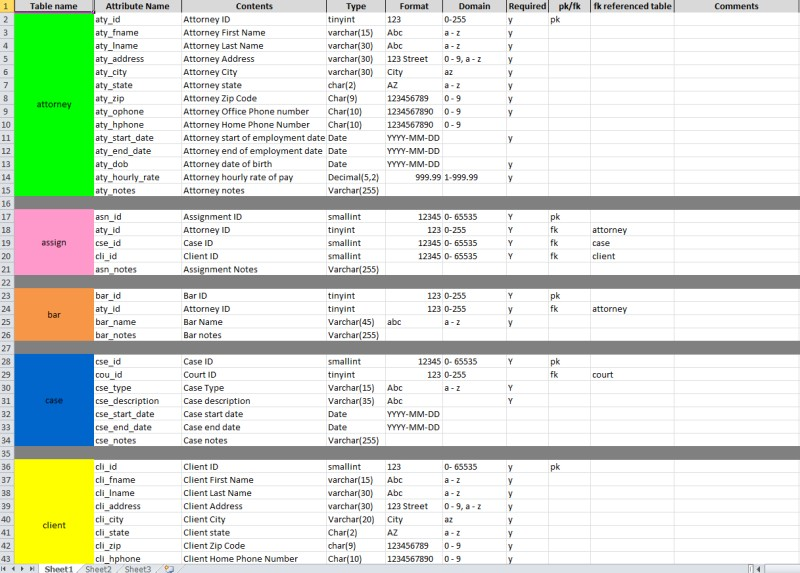 1 Table name Attribute Name Contents Type Format Domain Required pk/fk fk referenced table Comments
2 aty_id Attorney ID tinyint 123 0-255 y pk
3 aty_fname Attorney First Name varchar(15) Abc a - z y
4 aty_lname Attorney Last Name varchar(30) Abc a - z y
5 aty_address Attorney Address varchar(30) 123 Street 0 - 9, a - z y
6 aty_city Attorney City varchar(30) City az y
7 aty_state Attorney state char(2) AZ a - z y
8 attorney aty_zip Attorney Zip Code Char(9) 123456789 0 - 9 y
9 aty_ophone Attorney Office Phone number Char(10) 1234567890 0 - 9 y
10 aty_hphone Attorney Home Phone Number Char(10) 1234567890 0 - 9
11 aty_start_date Attorney start of employment date Date YYYY-MM-DD y
12 aty_end_date Attorney end of employment date Date YYYY-MM-DD
13 aty_dob Attorney date of birth Date YYYY-MM-DD y
14 aty_hourly_rate Attorney hourly rate of pay Decimal(5,2) 999.99 1-999.99 y
15 aty_notes Attorney notes Varchar(255)
16
17 asn_id Assignment ID smallint 12345 0- 65535 Y pk
18 aty_id Attorney ID tinyint 123 0-255 Y fk attorney
19 assign cse_id Case ID smallint 12345 0- 65535 Y fk case
20 cli_id Client ID smallint 12345 0- 65535 Y fk client
21 asn_notes Assignment Notes Varchar(255)
22
23 bar_id Bar ID tinyint 123 0-255 Y pk
24 bar aty_id Attorney ID tinyint 123 0-255 y fk attorney
25 bar_name Bar Name Varchar(45) abc a - z y
26 bar_notes Bar notes Varchar(255)
27
28 cse_id Case ID smallint 12345 0- 65535 Y pk
29 cou_id Court ID tinyint 123 0-255 fk court
30 cse_type Case Type Varchar(15) Abc a - z Y
31 case cse_description Case description Varchar(35) Abc Y
32 cse_start_date Case start date Date YYYY-MM-DD
33 cse_end_date Case end date Date YYYY-MM-DD
34 cse_notes Case notes Varchar(255)
35
36 cli_id Client ID smallint 123 0- 65535 y pk
37 cli_fname Client First Name varchar(15) Abc a - z y
38 cli_lname Client Last Name varchar(30) Abc a - z y
39 cli_address Client Address varchar(30) 123 Street 0 - 9, a - z y
40 client cli_city Client City Varchar(20) City az y
41 cli_state Client state Char(2) AZ a - z y
42 cli_zip Client Zip Code char(9) 123456789 0 - 9 y
43 cli_hphone Client Home Phone Number Char(10) 1234567890 0 - 9 y
Sheet1 Sheet2 Sheet3